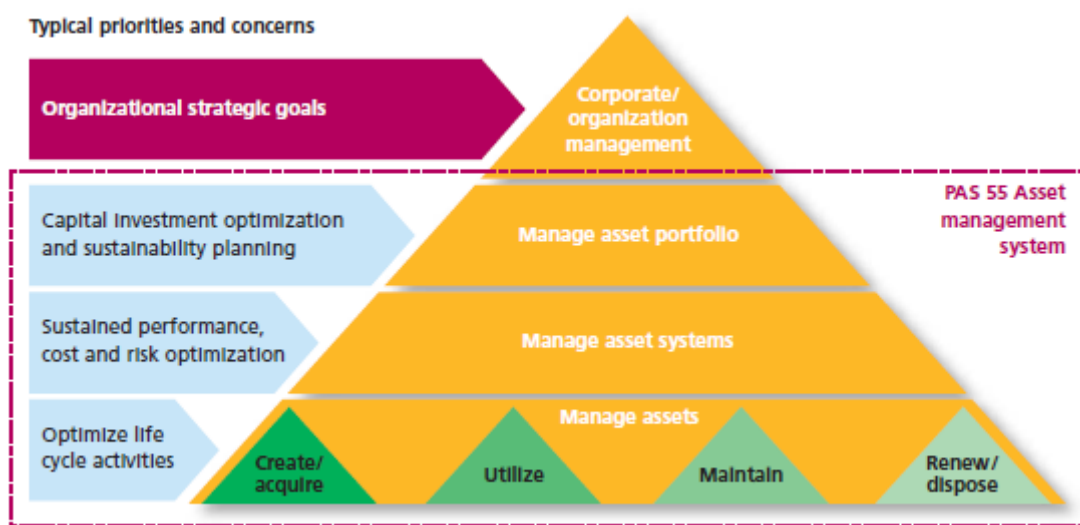 Typical priorities and concerns
Organizational strategic goals
Corporate/
organization
management
PAS 55 Asset
management
system
Capital investment optimization
and sustainability planning
Manage asset portfolio
Sustained performance,
cost and risk optimization
Manage asset systems
Optimize life
cycle activities
Manage assets
Create/
acquire
Utilize
Maintain
Renew/
dispose